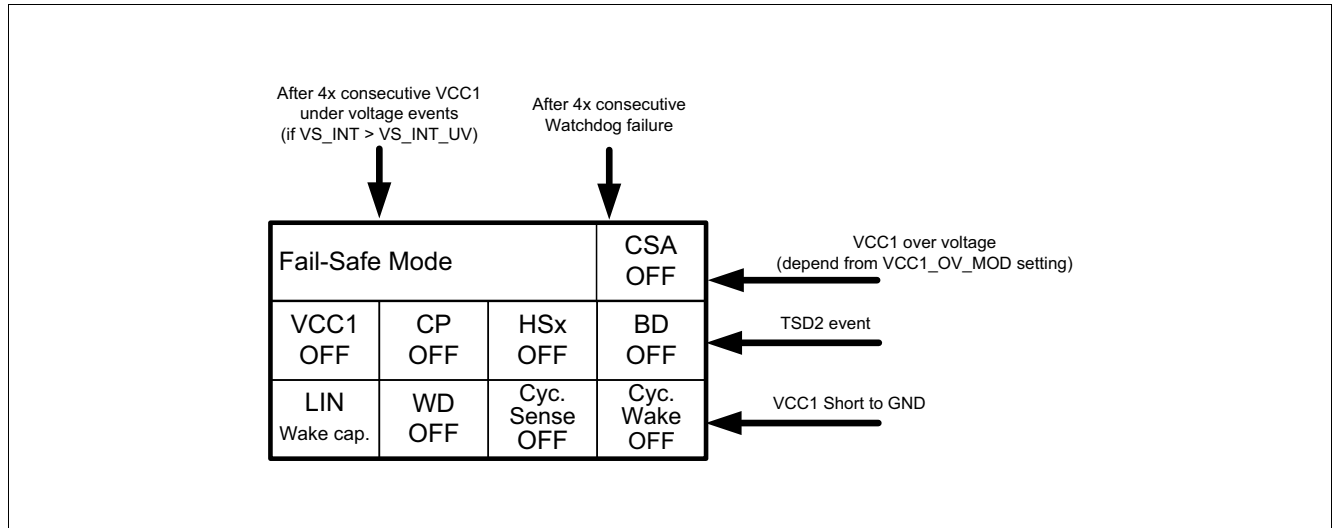 After 4x consecutive VCC1
under voltage events
(if VS_INT > VS_INT_UV)
After 4x consecutive
Watchdog failure
Fail-Safe Mode
CSA
OFF
VCC1 over voltage
(depend from VCC1_OV_MOD setting)
VCC1
OFF
CP
OFF
HSx
OFF
BD
OFF
TSD2 event
LIN
Wake cap.
WD
OFF
Cyc.
Sense
OFF
Cyc.
Wake
OFF
VCC1 Short to GND